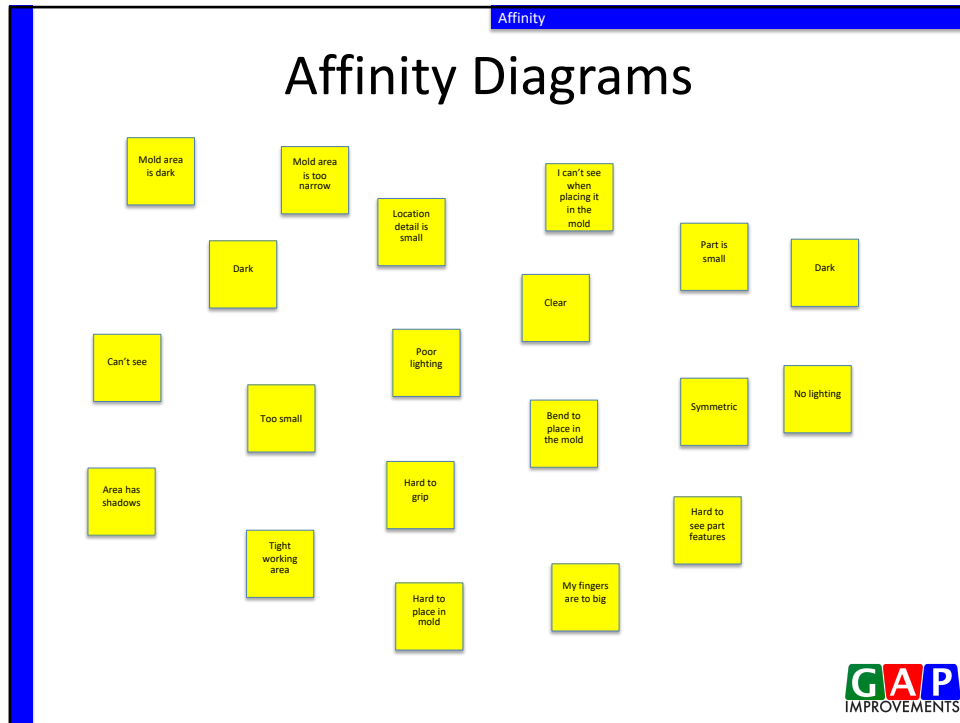 Affinity
Affinity Diagrams
Mold area
is dark
Mold area
is too
narrow
Location
detail is
small
I can't see
when
placing it
in the
mold
Part is
small
Dark
Dark
Clear
Can't see
Poor
lighting
Too small
Bend to
place in
the mold
Symmetric
No lighting
Area has
shadows
Hard to
grip
Hard to
see part
features
Tight
working
area
Hard to
place in
mold
My fingers
are to big
GAP
IMPROVEMENTS